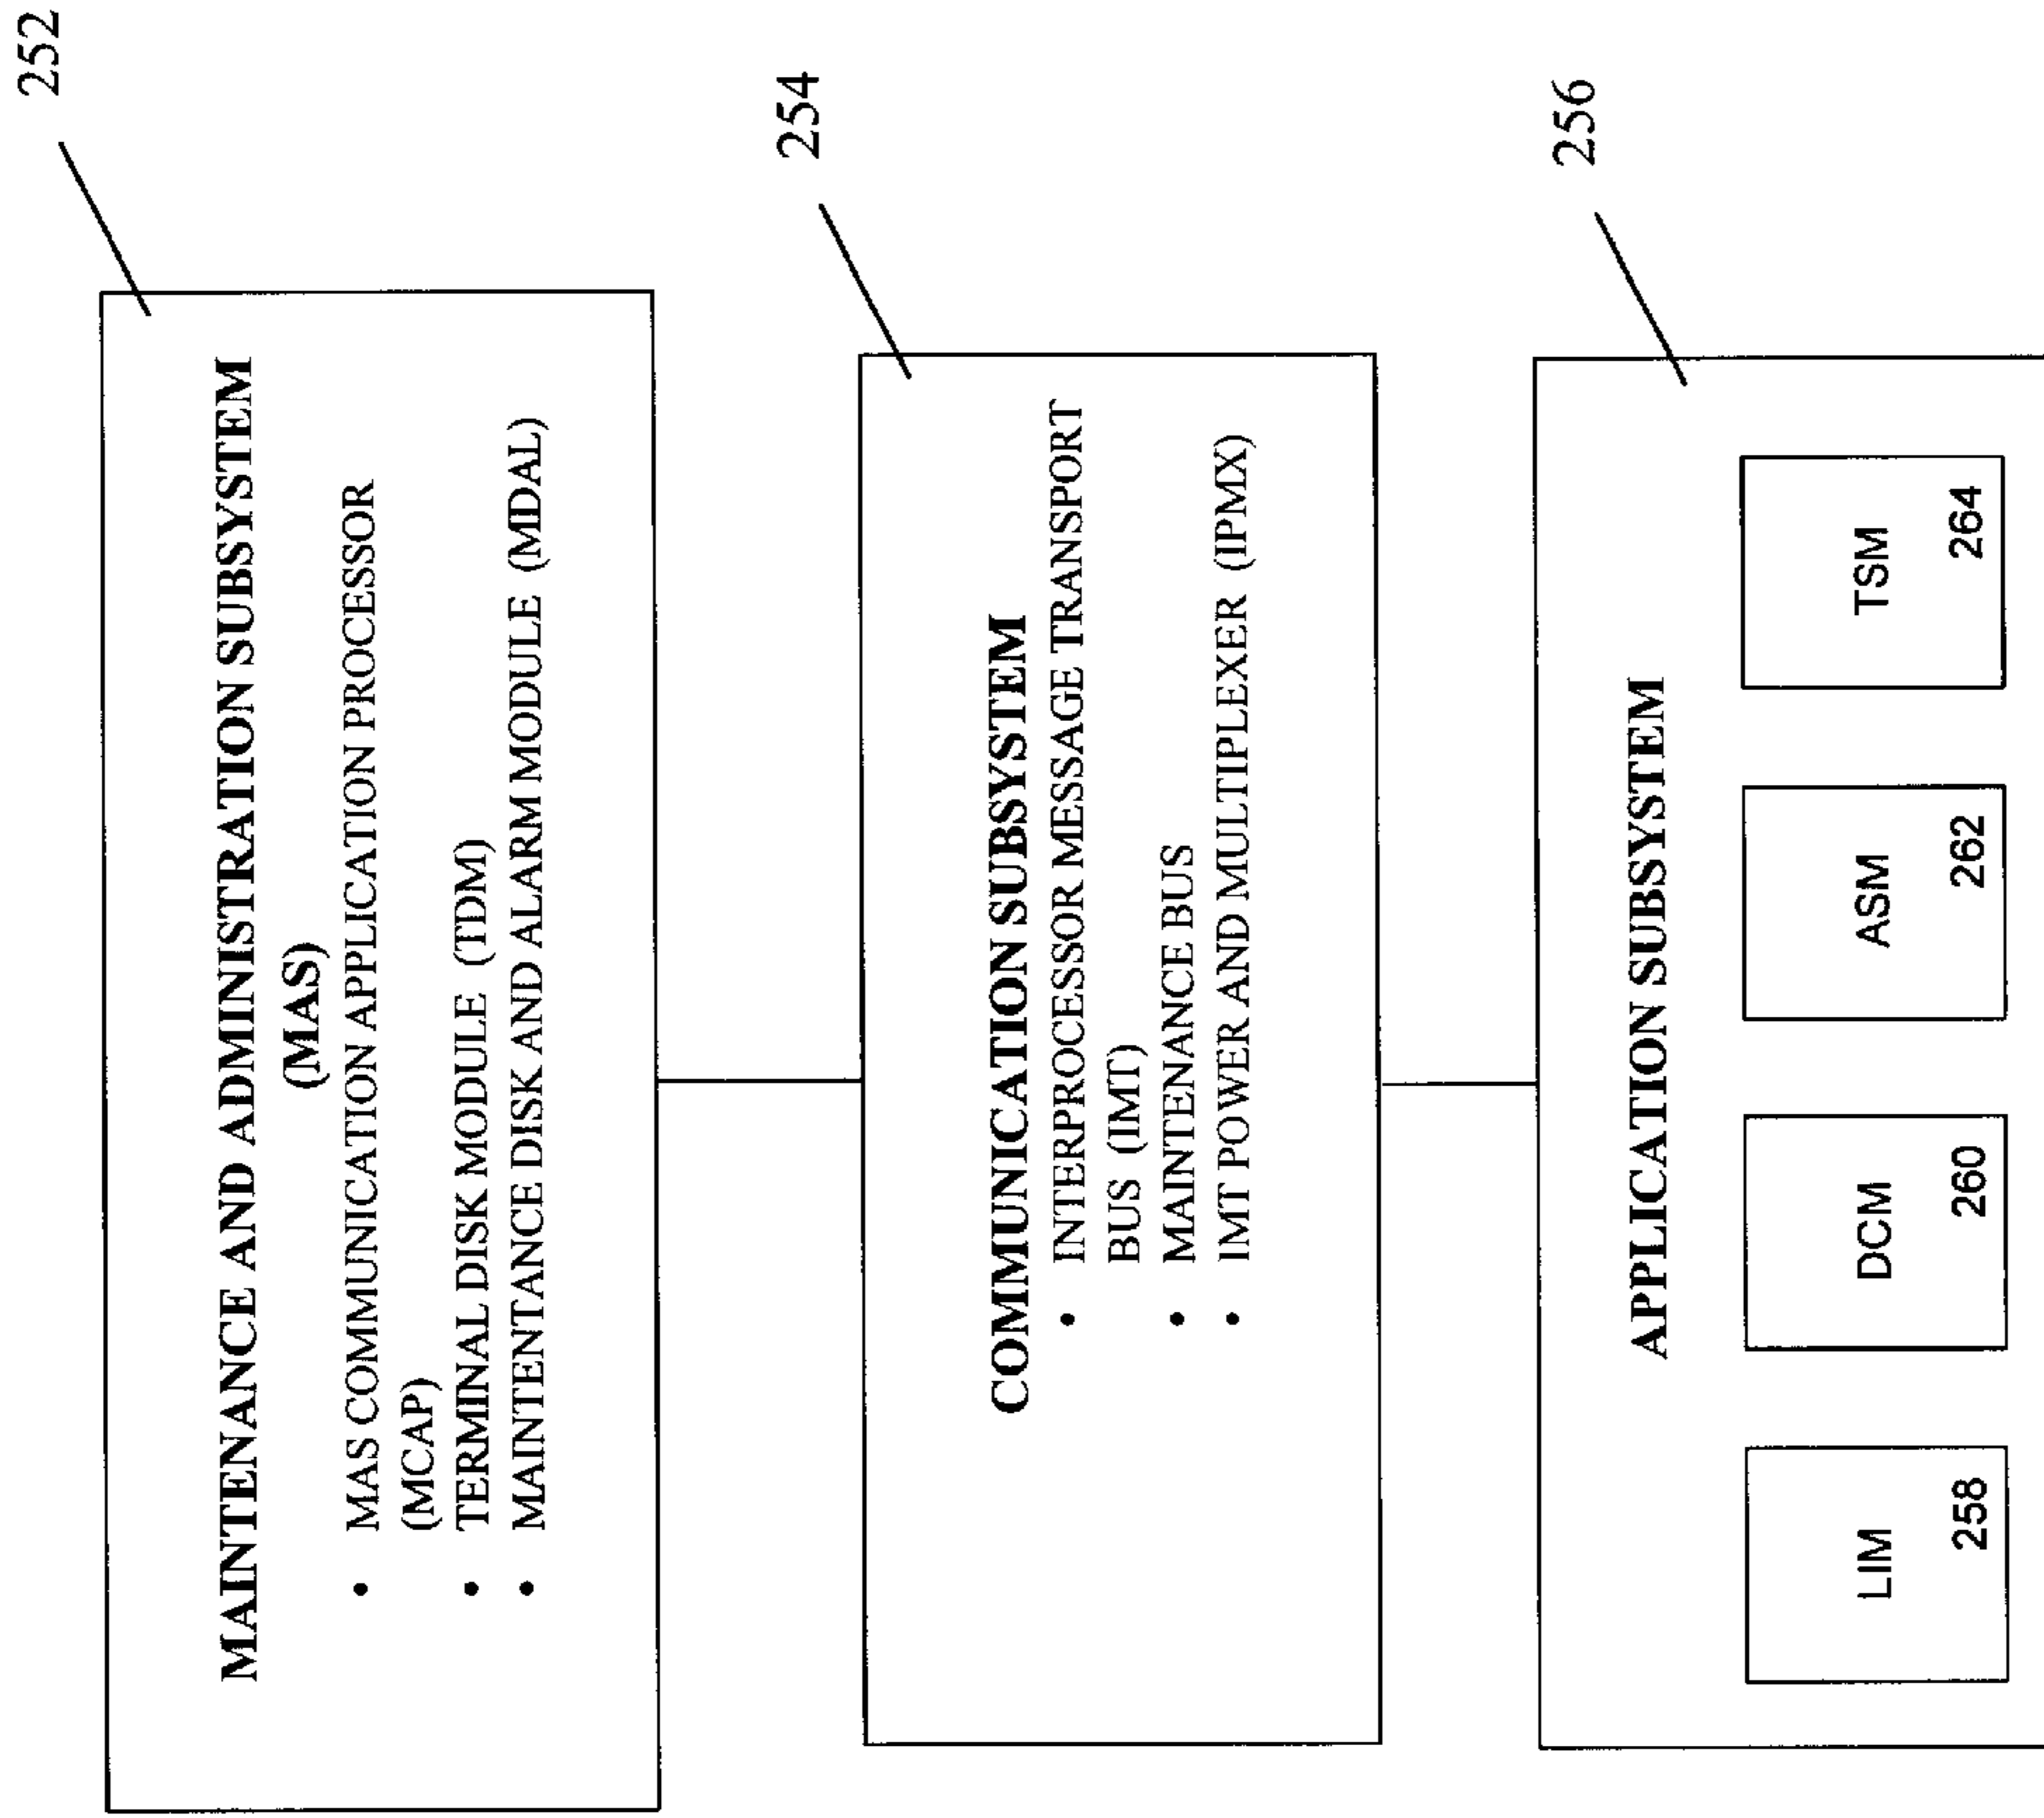 252
MAINTENANCE AND ADMINISTRATION SUBSYSTEM
(MAS)
• MAS COMMUNICATION APPLICATION PROCESSOR
(MCAP)
• TERMINAL DISK MODULE (TDM)
• MAINTENTANCE DISK AND ALARM MODULE (MDAL)
254
COMMUNICATION SUBSYSTEM
• INTERPROCESSOR MESSAGE TRANSPORT
BUS (IMT)
• MAINTENANCE BUS
• IMT POWER AND MULTIPLEXER (IPMX)
256
APPLICATION SUBSYSTEM
LIM
258
DCM
260
ASM
262
TSM
264